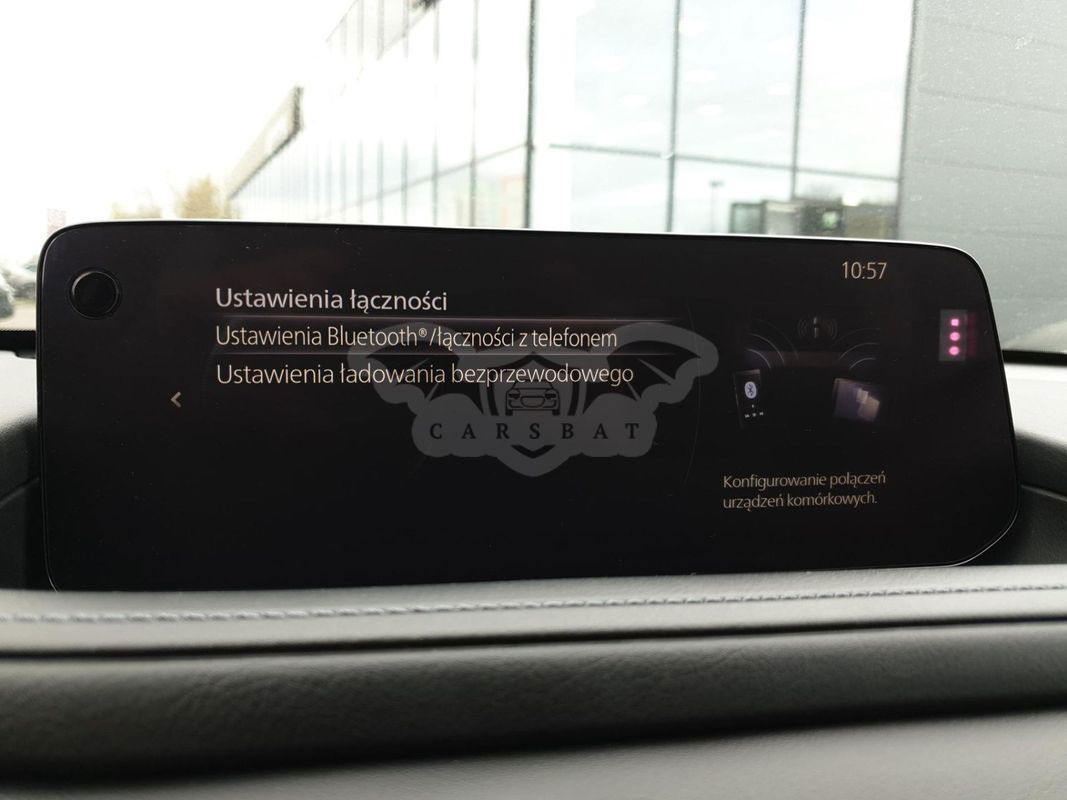 10:57
Ustawienia łączności
Ustawienia Bluetooth®/łączności z telefonem
Ustawienia ładowania bezprzewodowego
CARSBAT
Konfigurowanie połączeń
urządzeń komórkowych.